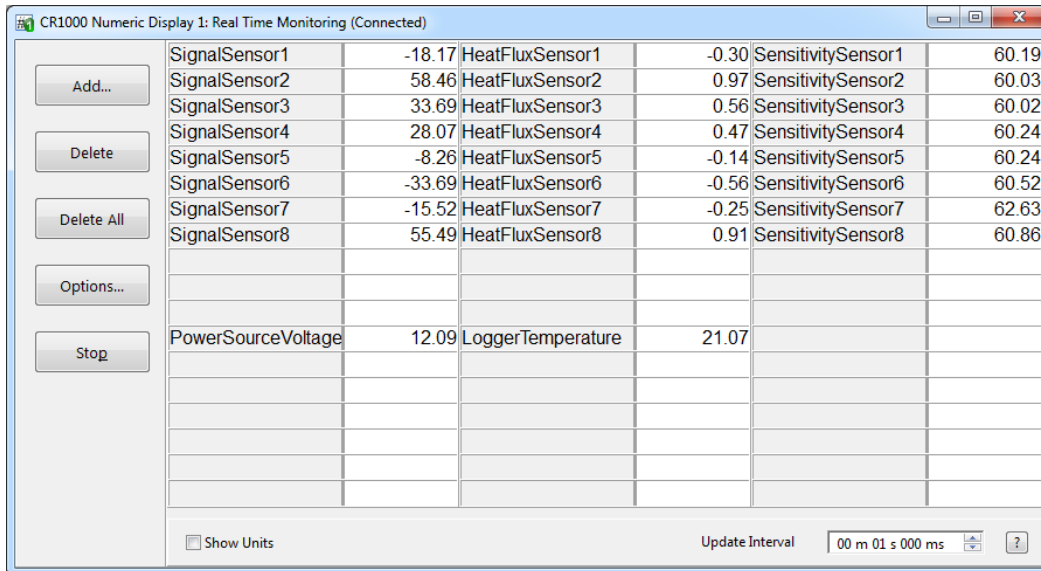 CR1000 Numeric Display 1: Real Time Monitoring (Connected)
Add...
Delete
Delete All
Options...
Stop
SignalSensor1 -18.17 HeatFluxSensor1 -0.30 SensitivitySensor1 60.19
SignalSensor2 58.46 HeatFluxSensor2 0.97 SensitivitySensor2 60.03
SignalSensor3 33.69 HeatFluxSensor3 0.56 SensitivitySensor3 60.02
SignalSensor4 28.07 HeatFluxSensor4 0.47 SensitivitySensor4 60.24
SignalSensor5 -8.26 HeatFluxSensor5 -0.14 SensitivitySensor5 60.24
SignalSensor6 -33.69 HeatFluxSensor6 -0.56 SensitivitySensor6 60.52
SignalSensor7 -15.52 HeatFluxSensor7 -0.25 SensitivitySensor7 62.63
SignalSensor8 55.49 HeatFluxSensor8 0.91 SensitivitySensor8 60.86
PowerSourceVoltage 12.09 LoggerTemperature 21.07
Show Units Update Interval 00 m 01 s 000 ms ?